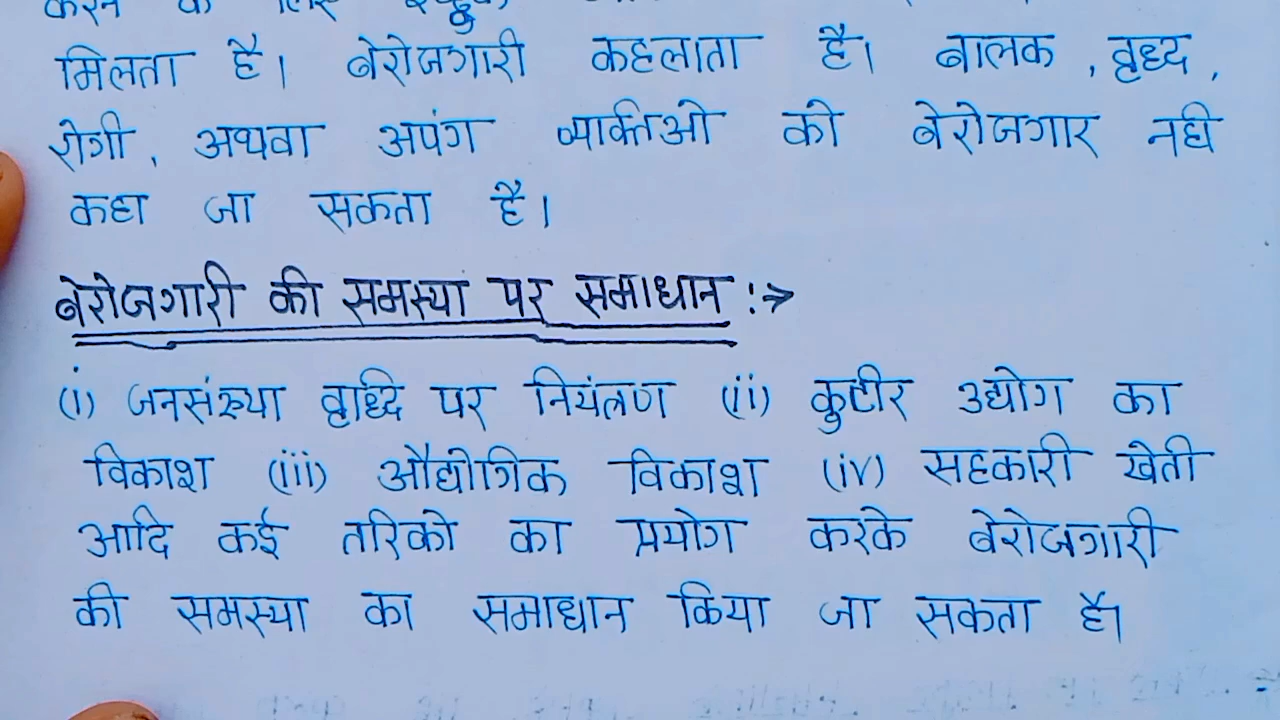 करन के लिए
मिलता है। बेरोजगारी कहलाता है। बालक , वृध्द ,
रोगी , अथवा अपंग व्यक्तिओ को बेरोजगार नही
कहा जा सकता है।
बेरोजगारी की समस्या पर समाधान :→
(i) जनसंख्या वृध्दि पर नियंत्रण (ii) कुटीर उद्योग का
विकाश (iii) औद्योगिक विकाश (iv) सहकारी खेती
आदि कई तरिको का प्रयोग करके बेरोजगारी
की समस्या का समाधान किया जा सकता है।